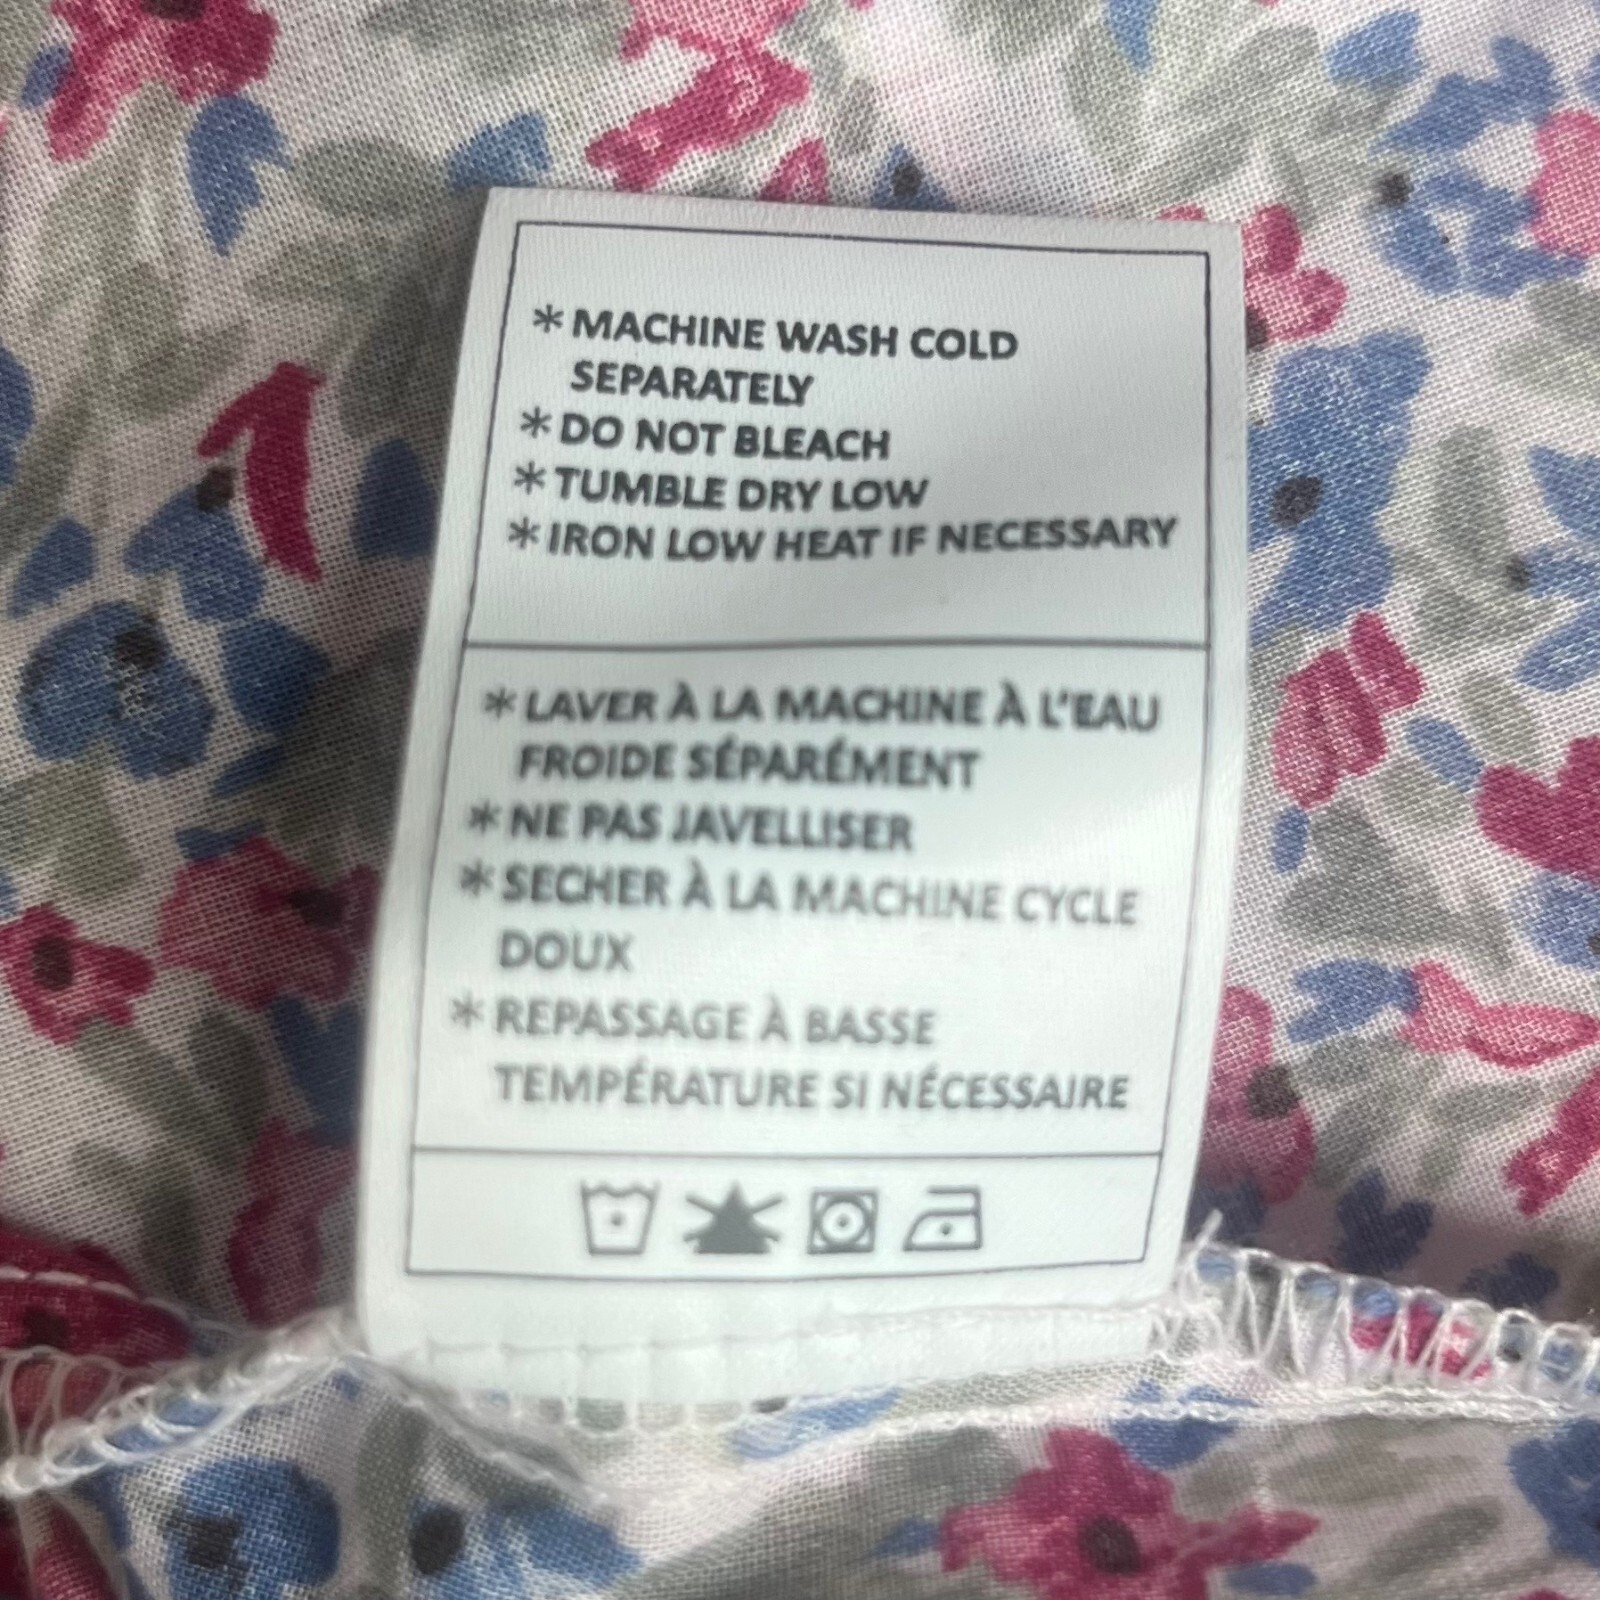 * MACHINE WASH COLD
SEPARATELY
* DO NOT BLEACH
* TUMBLE DRY LOW
* IRON LOW HEAT IF NECESSARY
* LAVER À LA MACHINE À L'EAU
FROIDE SÉPARÉMENT
* NE PAS JAVELLISER
* SECHER À LA MACHINE CYCLE
DOUX
* REPASSAGE À BASSE
TEMPÉRATURE SI NÉCESSAIRE